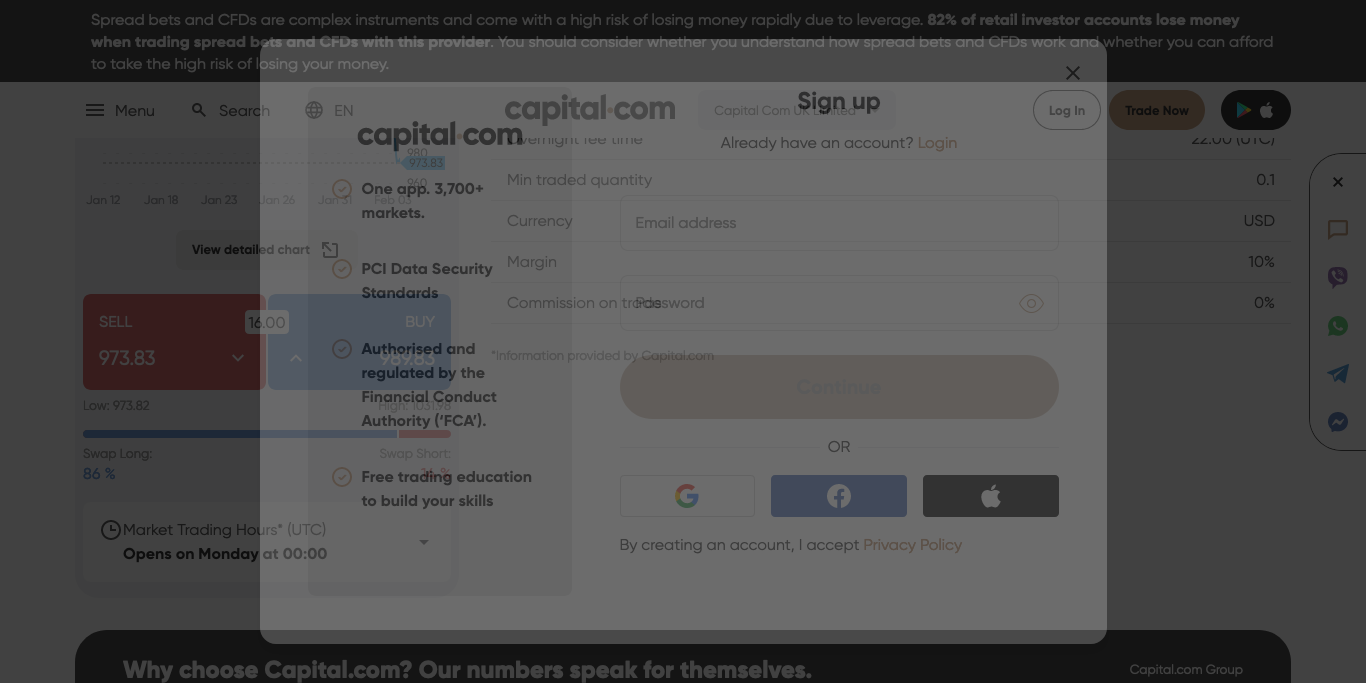 Spread bets and CFDs are complex instruments and come with a high risk of losing money rapidly due to leverage. 82% of retail investor accounts lose money
when trading spread bets and CFDs with this provider. You should consider whether you understand how spread bets and CFDs work and whether you can afford
to take the high risk of losing your money.
Menu
Search
EN
capital.com
Capital Com UK Limited
Log In
Trade Now
980
973.83
960
Jan 12
Jan 18
Jan 23
Jan 26
Jan 31
Feb 03
View detailed chart
SELL
973.83
16.00
BUY
989.83
Low: 973.82
High: 1031.98
Swap Long:
86 %
Swap Short:
14 %
Market Trading Hours* (UTC)
Opens on Monday at 00:00
Overnight fee time
22:00 (UTC)
Min traded quantity
0.1
Currency
USD
Margin
10%
Commission on trade
0%
*Information provided by Capital.com
capital.com
One app. 3,700+
markets.
PCI Data Security
Standards
Authorised and
regulated by the
Financial Conduct
Authority (‘FCA’).
Free trading education
to build your skills
Sign up
Already have an account? Login
Email address
Password
Continue
OR
By creating an account, I accept Privacy Policy
Why choose Capital.com? Our numbers speak for themselves.
Capital.com Group